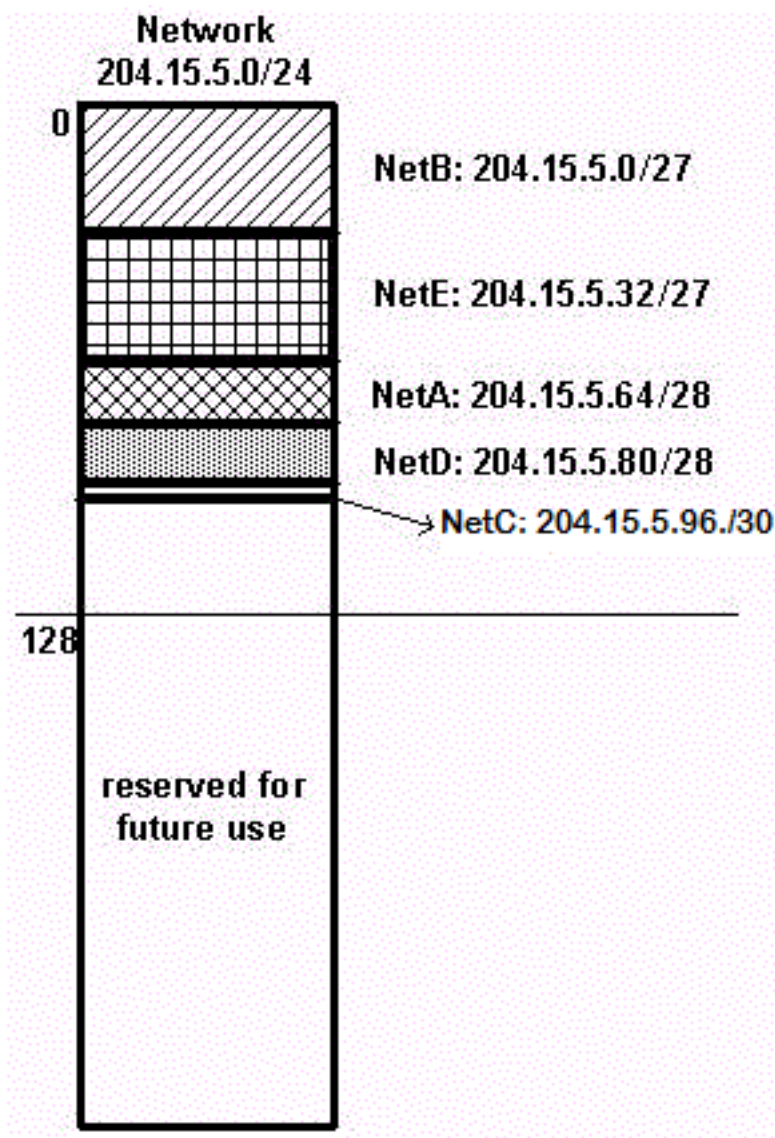 Network
204.15.5.0/24
0
NetB: 204.15.5.0/27
NetE: 204.15.5.32/27
NetA: 204.15.5.64/28
NetD: 204.15.5.80/28
NetC: 204.15.5.96./30
128
reserved for
future use